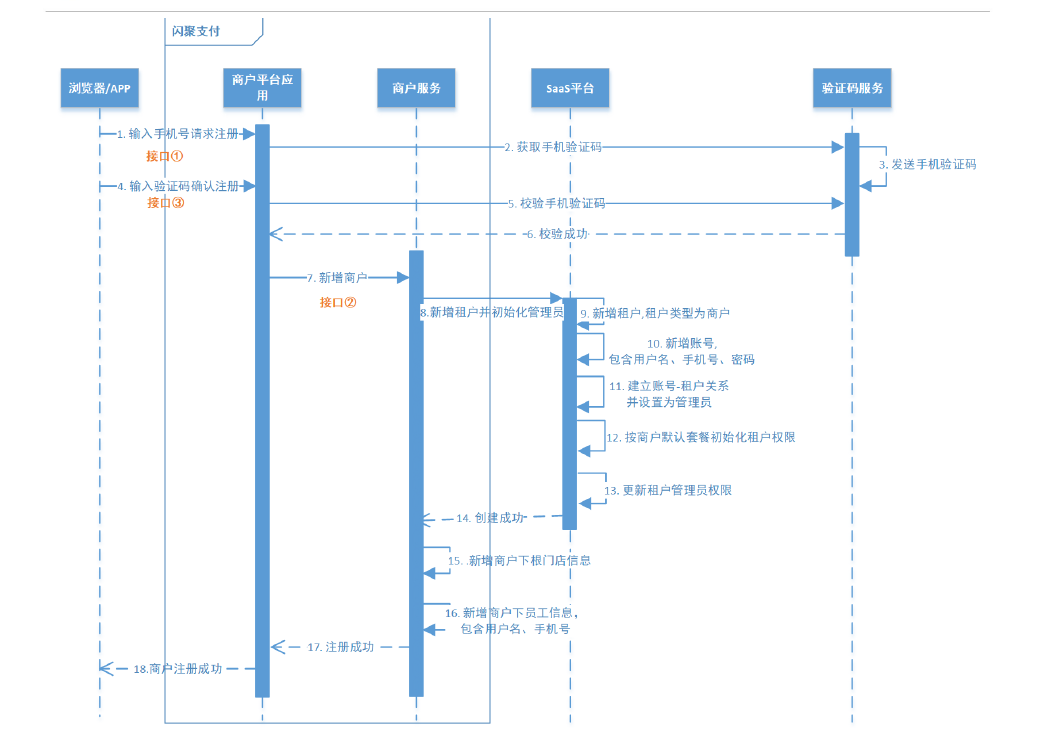 闪聚支付
浏览器/APP
商户平台应
用
商户服务
SaaS平台
验证码服务
1. 输入手机号请求注册
接口①
2. 获取手机验证码
3. 发送手机验证码
4. 输入验证码确认注册
接口③
5. 校验手机验证码
6. 校验成功
7. 新增商户
接口②
8.新增租户并初始化管理员
9. 新增租户,租户类型为商户
10. 新增账号,
包含用户名、手机号、密码
11. 建立账号-租户关系
并设置为管理员
12. 按商户默认套餐初始化租户权限
13. 更新租户管理员权限
14. 创建成功
15. .新增商户下根门店信息
16. 新增商户下员工信息，
包含用户名、手机号
17. 注册成功
18.商户注册成功